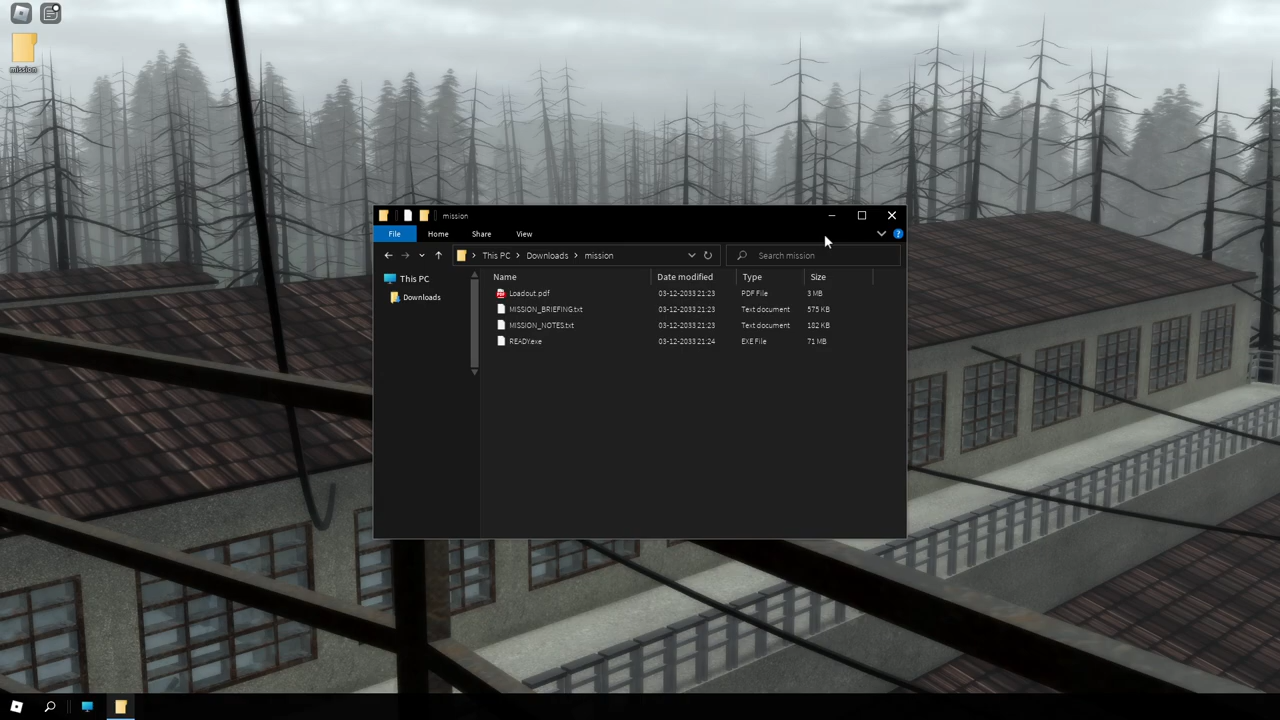 mission
mission
File Home Share View
This PC Downloads mission Search mission
This PC
Downloads
Name Date modified Type Size
Loadout.pdf 03-12-2033 21:23 PDF File 3 MB
MISSION_BRIEFING.txt 03-12-2033 21:23 Text document 575 KB
MISSION_NOTES.txt 03-12-2033 21:23 Text document 182 KB
READY.exe 03-12-2033 21:24 EXE File 71 MB